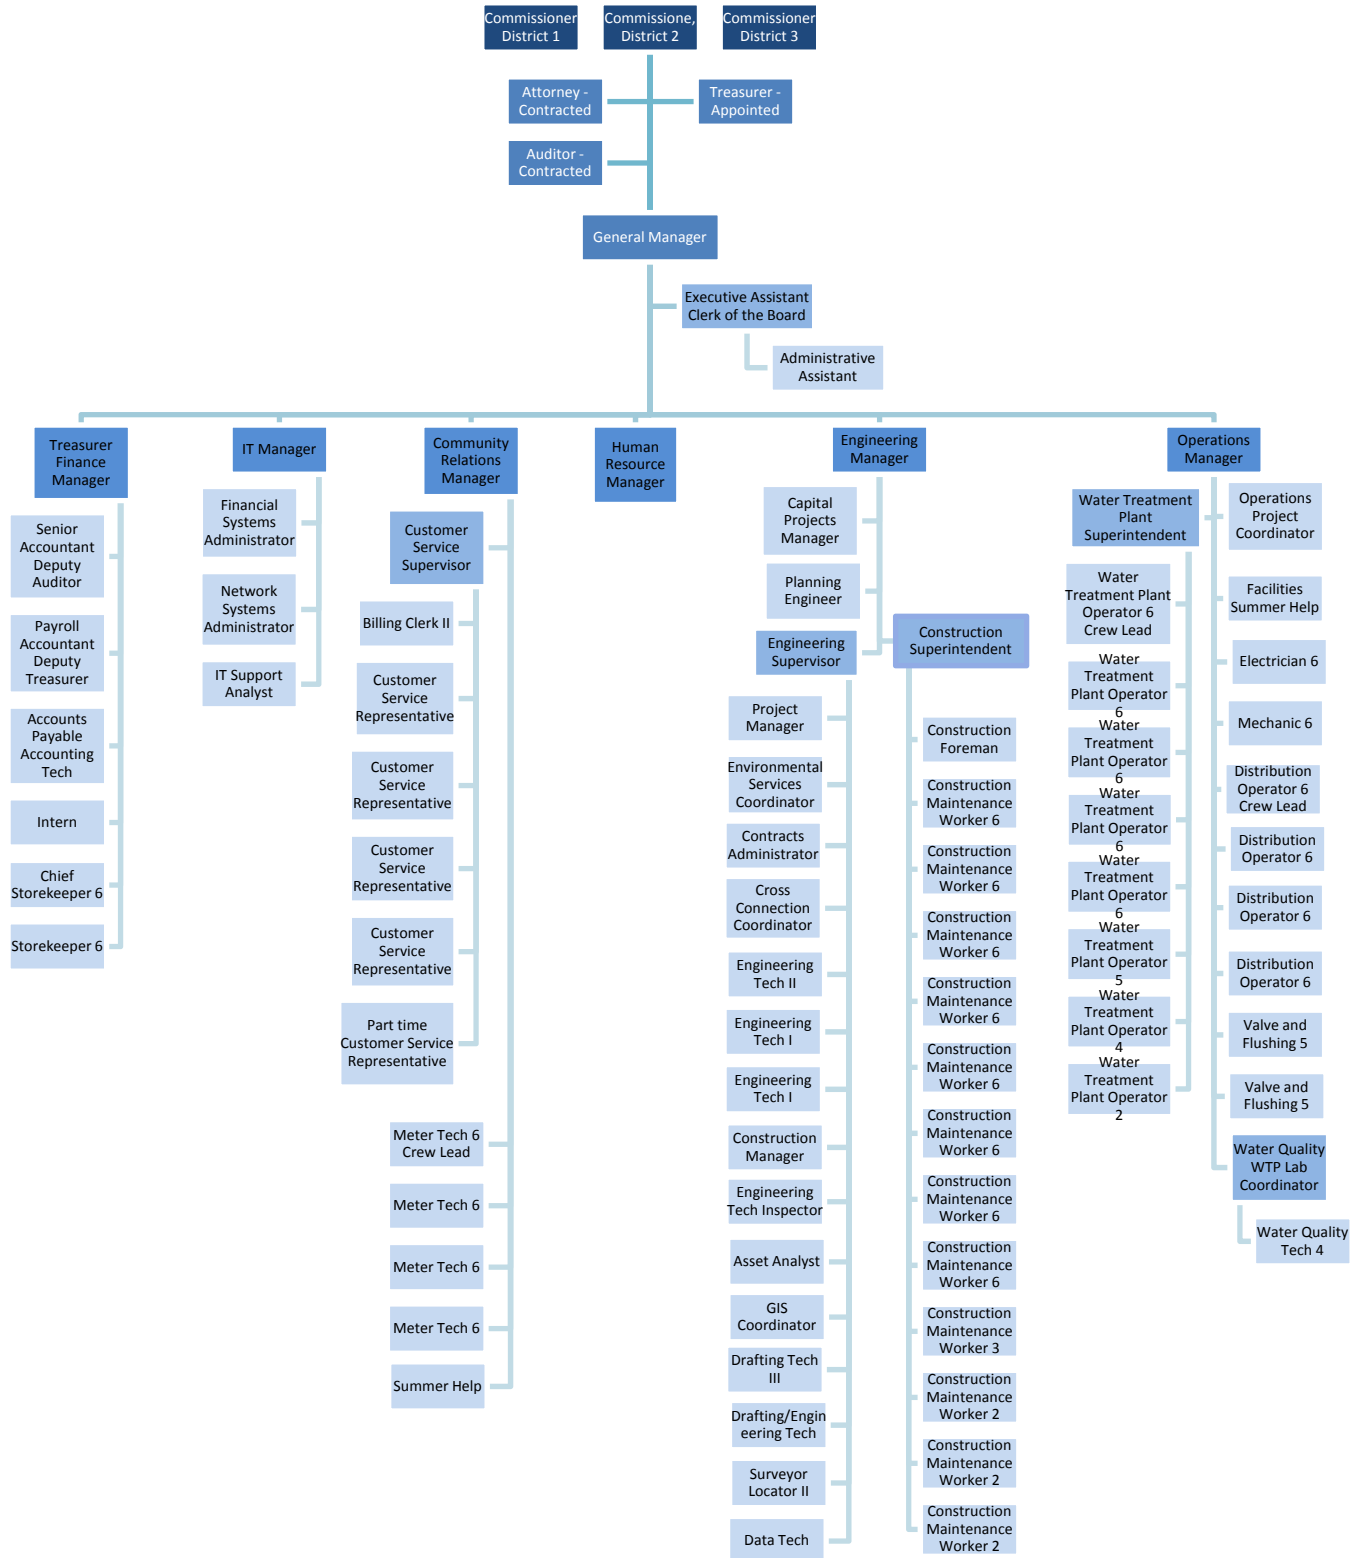 Commissioner
District 1
Commissione,
District 2
Commissioner
District 3
Attorney -
Contracted
Treasurer -
Appointed
Auditor -
Contracted
General Manager
Executive Assistant
Clerk of the Board
Administrative
Assistant
Treasurer
Finance
Manager
IT Manager
Community
Relations
Manager
Human
Resource
Manager
Engineering
Manager
Operations
Manager
Senior
Accountant
Deputy
Auditor
Payroll
Accountant
Deputy
Treasurer
Accounts
Payable
Accounting
Tech
Intern
Chief
Storekeeper 6
Storekeeper 6
Financial
Systems
Administrator
Network
Systems
Administrator
IT Support
Analyst
Customer
Service
Supervisor
Billing Clerk II
Customer
Service
Representative
Customer
Service
Representative
Customer
Service
Representative
Customer
Service
Representative
Part time
Customer Service
Representative
Meter Tech 6
Crew Lead
Meter Tech 6
Meter Tech 6
Meter Tech 6
Summer Help
Capital
Projects
Manager
Planning
Engineer
Engineering
Supervisor
Construction
Superintendent
Project
Manager
Environmental
Services
Coordinator
Contracts
Administrator
Cross
Connection
Coordinator
Engineering
Tech II
Engineering
Tech I
Engineering
Tech I
Construction
Manager
Engineering
Tech Inspector
Asset Analyst
GIS
Coordinator
Drafting Tech
III
Drafting/Engin
eering Tech
Surveyor
Locator II
Data Tech
Construction
Foreman
Construction
Maintenance
Worker 6
Construction
Maintenance
Worker 6
Construction
Maintenance
Worker 6
Construction
Maintenance
Worker 6
Construction
Maintenance
Worker 6
Construction
Maintenance
Worker 6
Construction
Maintenance
Worker 6
Construction
Maintenance
Worker 6
Construction
Maintenance
Worker 3
Construction
Maintenance
Worker 2
Construction
Maintenance
Worker 2
Construction
Maintenance
Worker 2
Water Treatment
Plant
Superintendent
Water
Treatment Plant
Operator 6
Crew Lead
Water
Treatment
Plant Operator
6
Water
Treatment
Plant Operator
6
Water
Treatment
Plant Operator
6
Water
Treatment
Plant Operator
6
Water
Treatment
Plant Operator
5
Water
Treatment
Plant Operator
4
Water
Treatment
Plant Operator
2
Operations
Project
Coordinator
Facilities
Summer Help
Electrician 6
Mechanic 6
Distribution
Operator 6
Crew Lead
Distribution
Operator 6
Distribution
Operator 6
Distribution
Operator 6
Valve and
Flushing 5
Valve and
Flushing 5
Water Quality
WTP Lab
Coordinator
Water Quality
Tech 4